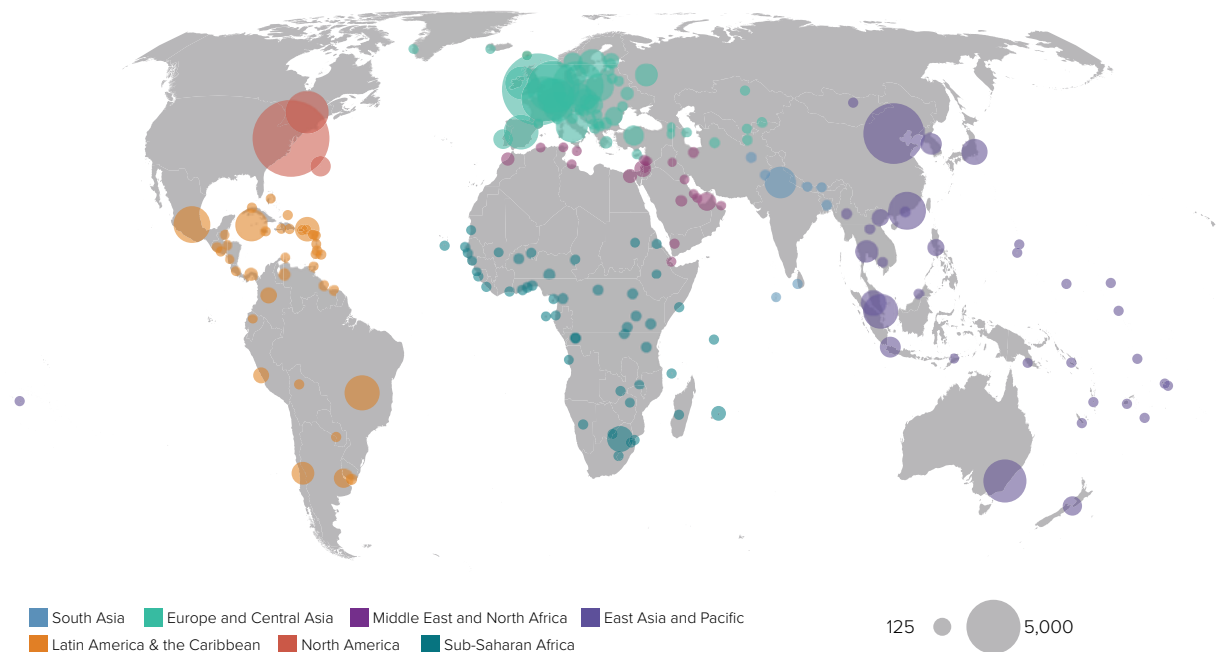 South Asia Europe and Central Asia Middle East and North Africa East Asia and Pacific
125 5,000
Latin America & the Caribbean North America Sub-Saharan Africa